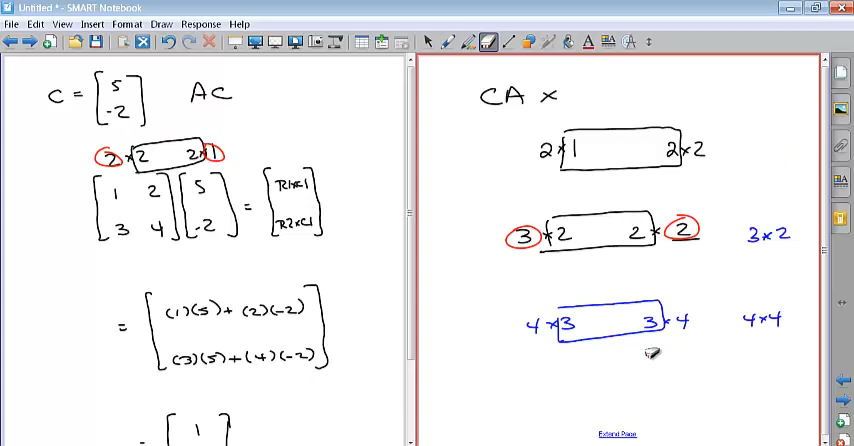 Untitled * - SMART Notebook
File Edit View Insert Format Draw Response Help
C = [5 -2] AC
2×2 2×1
[1 2 3 4] [5 -2] = [R1×C1 R2×C1]
= [(1)(5) + (2)(-2)
(3)(5) + (4)(-2)]
= [1
CA ×
2×1 2×2
3×2 2×2 3×2
4×3 3×4 4×4
Extend Page